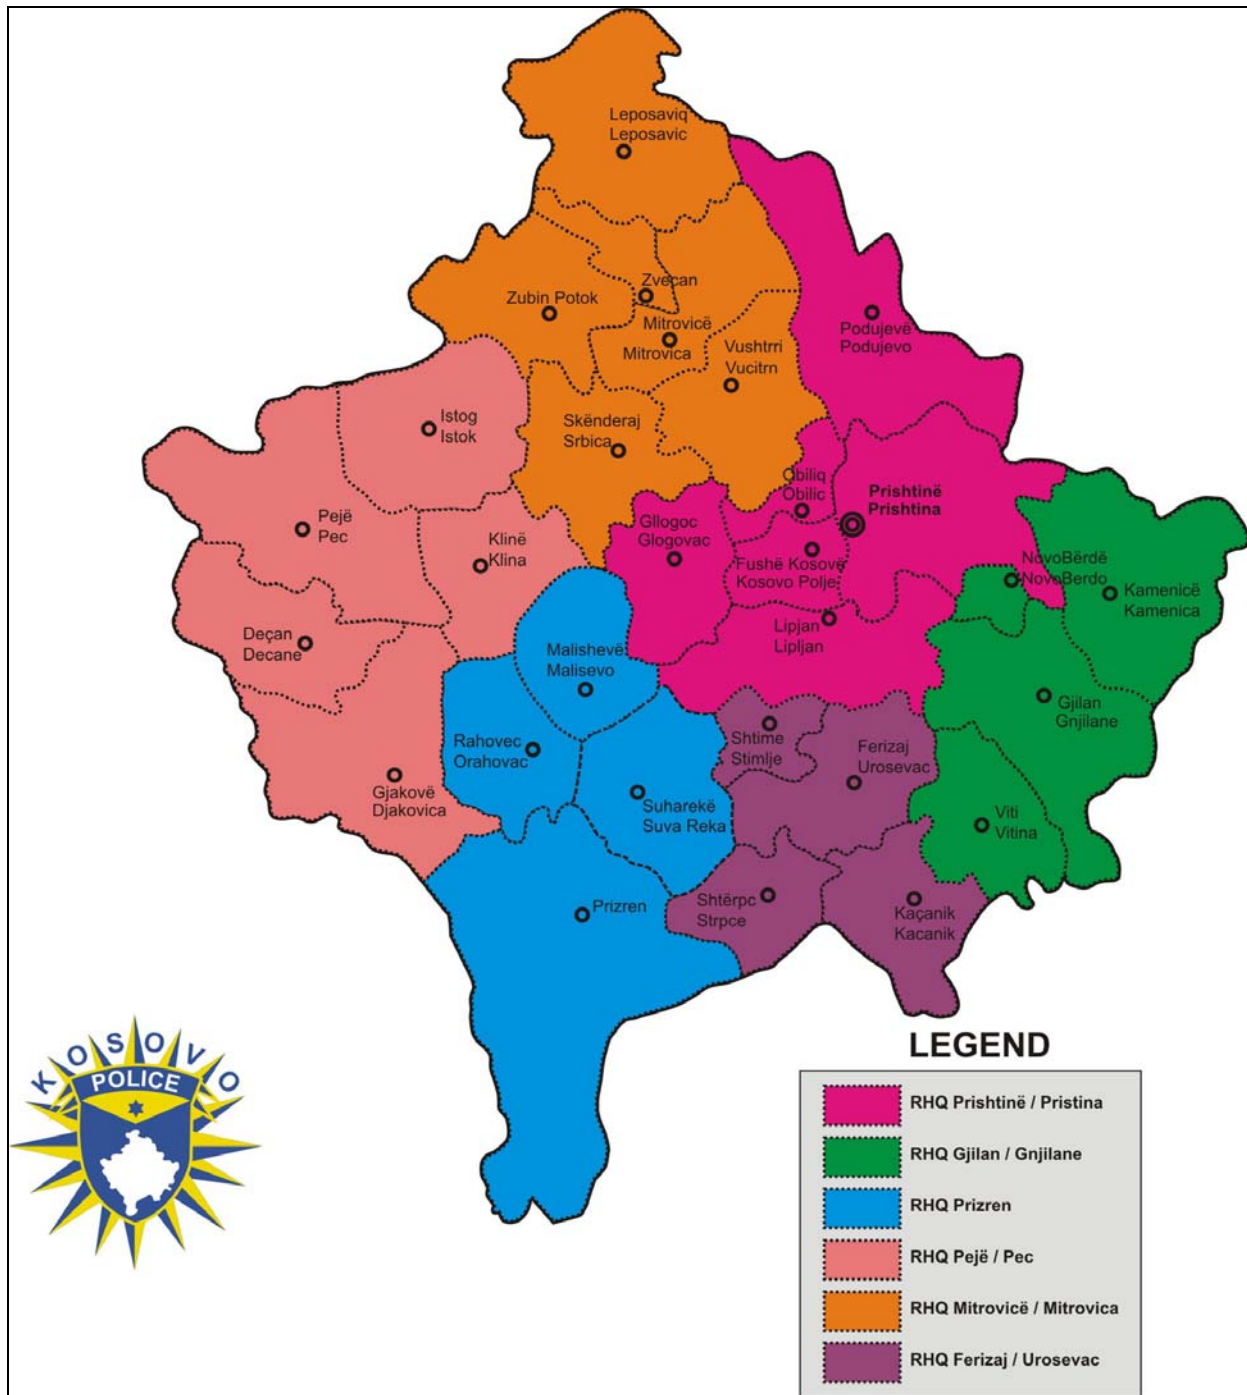 Leposaviq
Leposavic
Zvecan
Zubin Potok
Mitrovicë
Mitrovica
Vushtrri
Vucitrn
Podujevë
Podujevo
Istog
Istok
Skënderaj
Srbica
Obiliq
Obilic
Prishtinë
Prishtina
Pejë
Pec
Klinë
Klina
Gllogoc
Glogovac
Fushë Kosovë
Kosovo Polje
NovoBërdë
NovoBerdo
Kamenicë
Kamenica
Deçan
Decane
Malishevë
Malisevo
Lipjan
Lipljan
Gjilan
Gnjilane
Rahovec
Orahovac
Shtime
Stimlje
Ferizaj
Urosevac
Gjakovë
Djakovica
Suharekë
Suva Reka
Viti
Vitina
Prizren
Shtërpc
Strpce
Kaçanik
Kacanik
KOSOVO
POLICE
LEGEND
RHQ Prishtinë / Pristina
RHQ Gjilan / Gnjilane
RHQ Prizren
RHQ Pejë / Pec
RHQ Mitrovicë / Mitrovica
RHQ Ferizaj / Urosevac